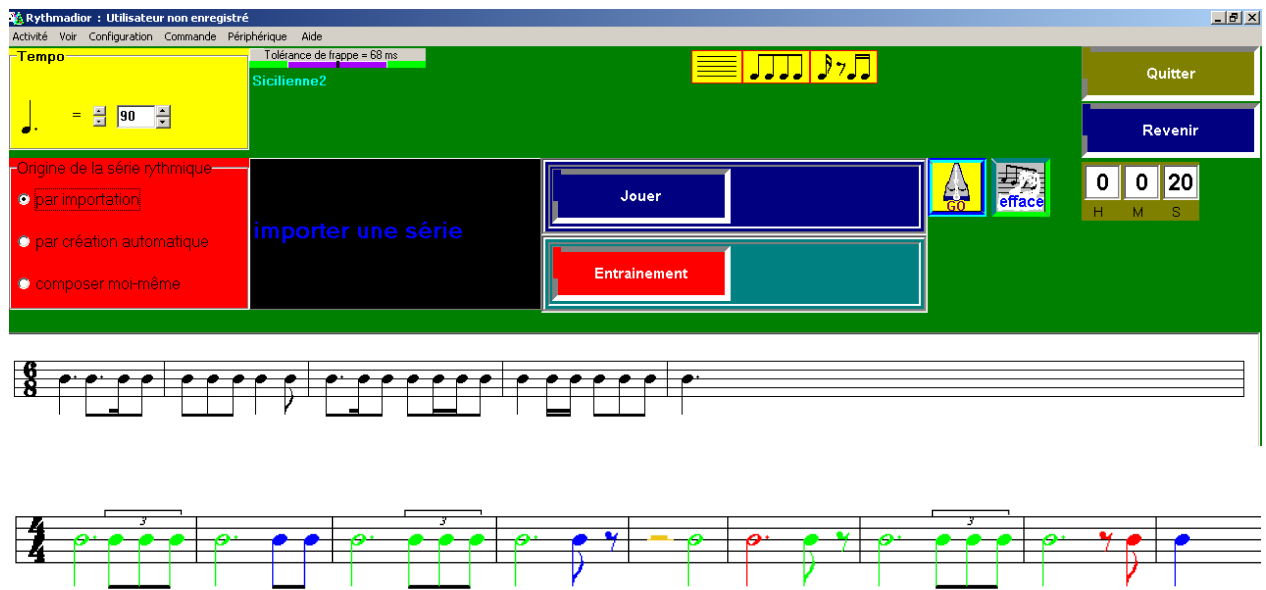 Rythmadior : Utilisateur non enregistré
Activité Voir Configuration Commande Périphérique Aide
Tempo
Tolérance de frappe = 68 ms
Sicilienne2
= 90
Quitter
Revenir
Origine de la série rythmique
par importation
par création automatique
composer moi-même
importer une série
Jouer
Entrainement
GO
efface
0 0 20
H M S
6
8
4
4
3
3
3